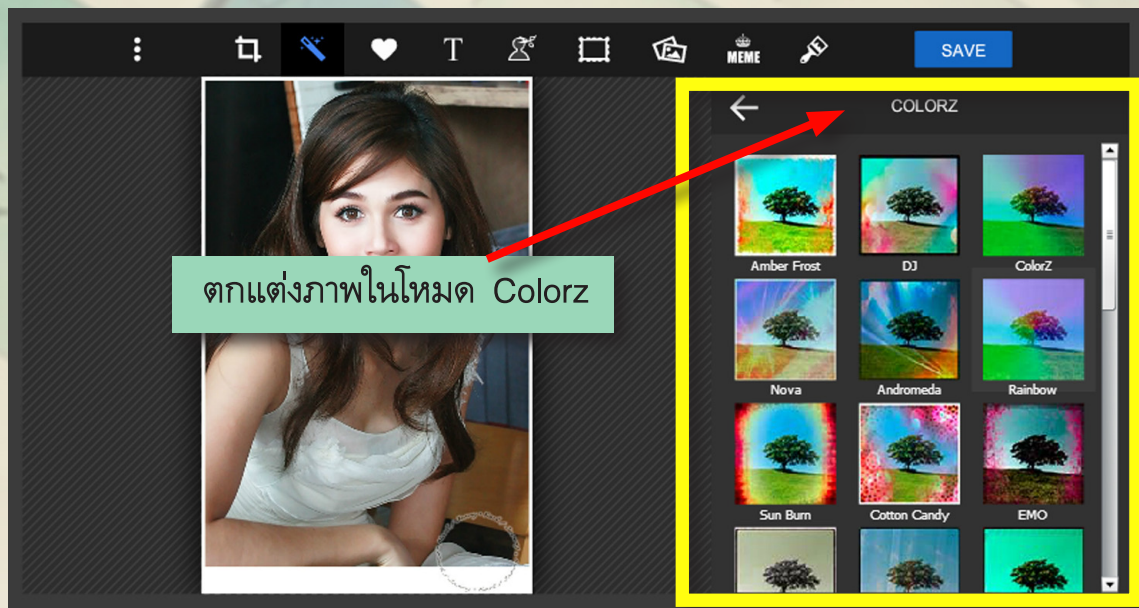 T
MEME
SAVE
COLORZ
Amber Frost
DJ
ColorZ
ตกแต่งภาพในโหมด Colorz
Nova
Andromeda
Rainbow
Sun Burn
Cotton Candy
EMO